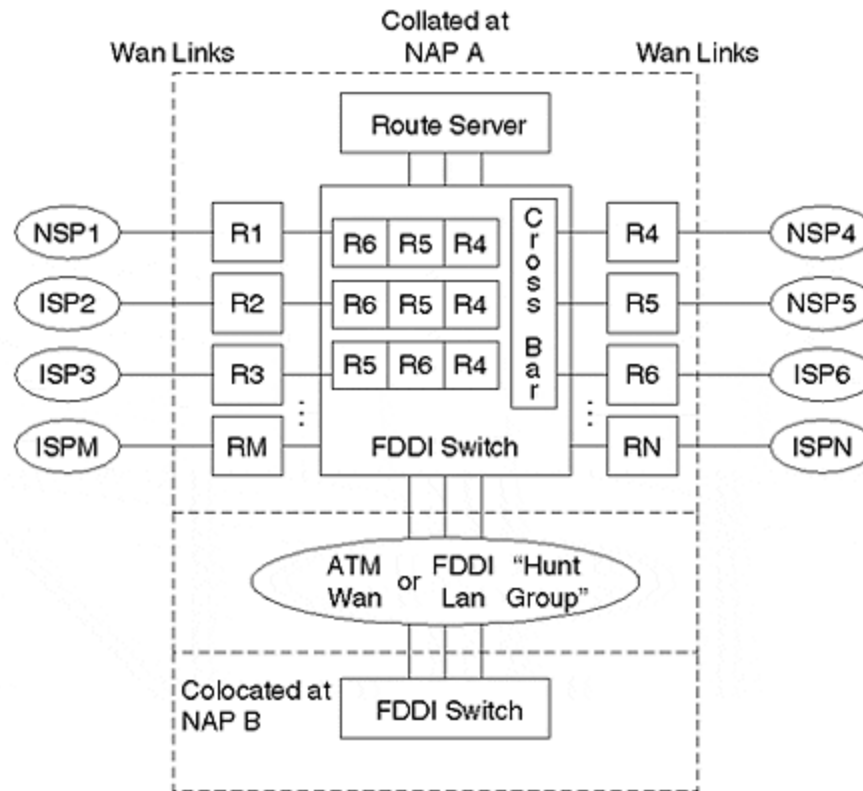 Collated at
NAP A
Wan Links
Wan Links
Route Server
NSP1
R1
R6 R5 R4
Cross Bar
R4
NSP4
ISP2
R2
R6 R5 R4
R5
NSP5
ISP3
R3
R5 R6 R4
R6
ISP6
ISPM
RM
...
FDDI Switch
...
RN
ISPN
ATM
Wan
or
FDDI
Lan
“Hunt
Group”
Colocated at
NAP B
FDDI Switch